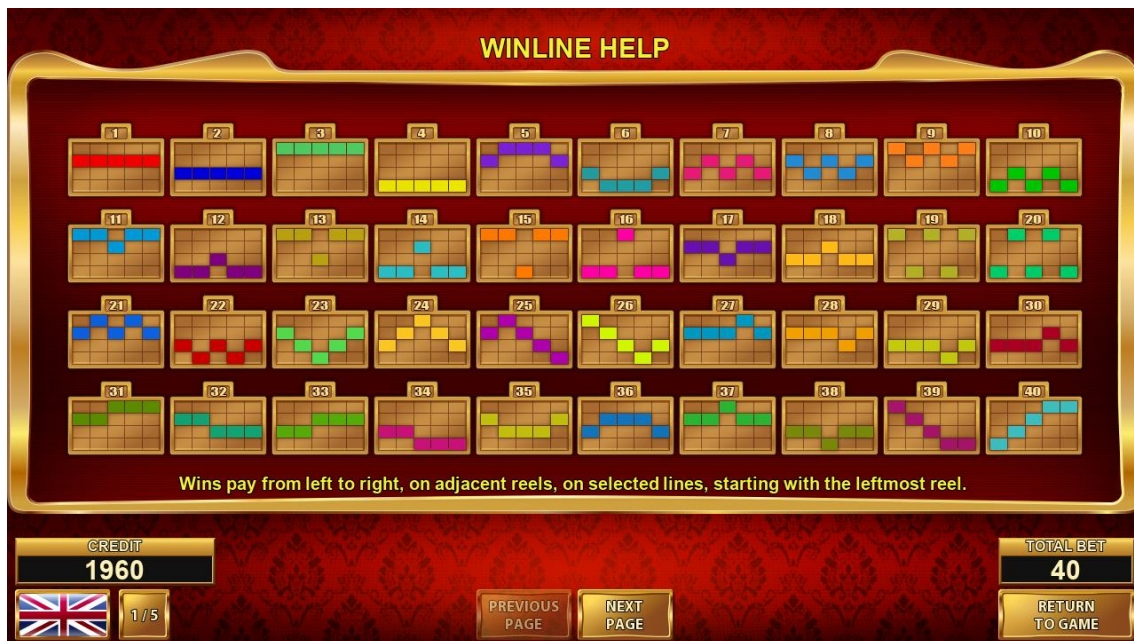 WINLINE HELP
1 2 3 4 5 6 7 8 9 10
11 12 13 14 15 16 17 18 19 20
21 22 23 24 25 26 27 28 29 30
31 32 33 34 35 36 37 38 39 40
Wins pay from left to right, on adjacent reels, on selected lines, starting with the leftmost reel.
CREDIT
1960
TOTAL BET
40
1 / 5
PREVIOUS
PAGE
NEXT
PAGE
RETURN
TO GAME